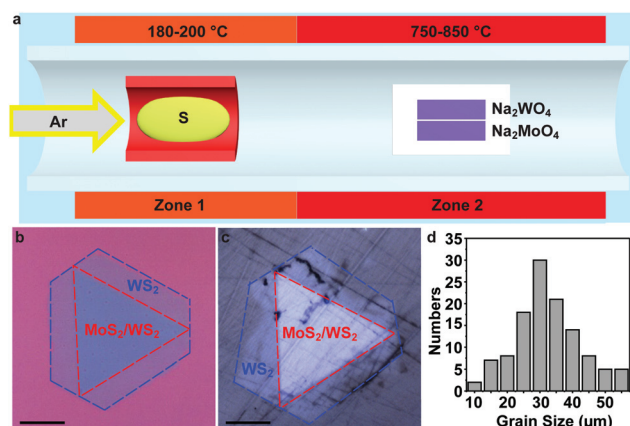 a
180-200 °C
750-850 °C
Ar
S
Na₂WO₄
Na₂MoO₄
Zone 1
Zone 2
b
WS₂
MoS₂/WS₂
c
MoS₂/WS₂
WS₂
d
35
30
25
20
15
10
5
0
Numbers
10
20
30
40
50
Grain Size (um)